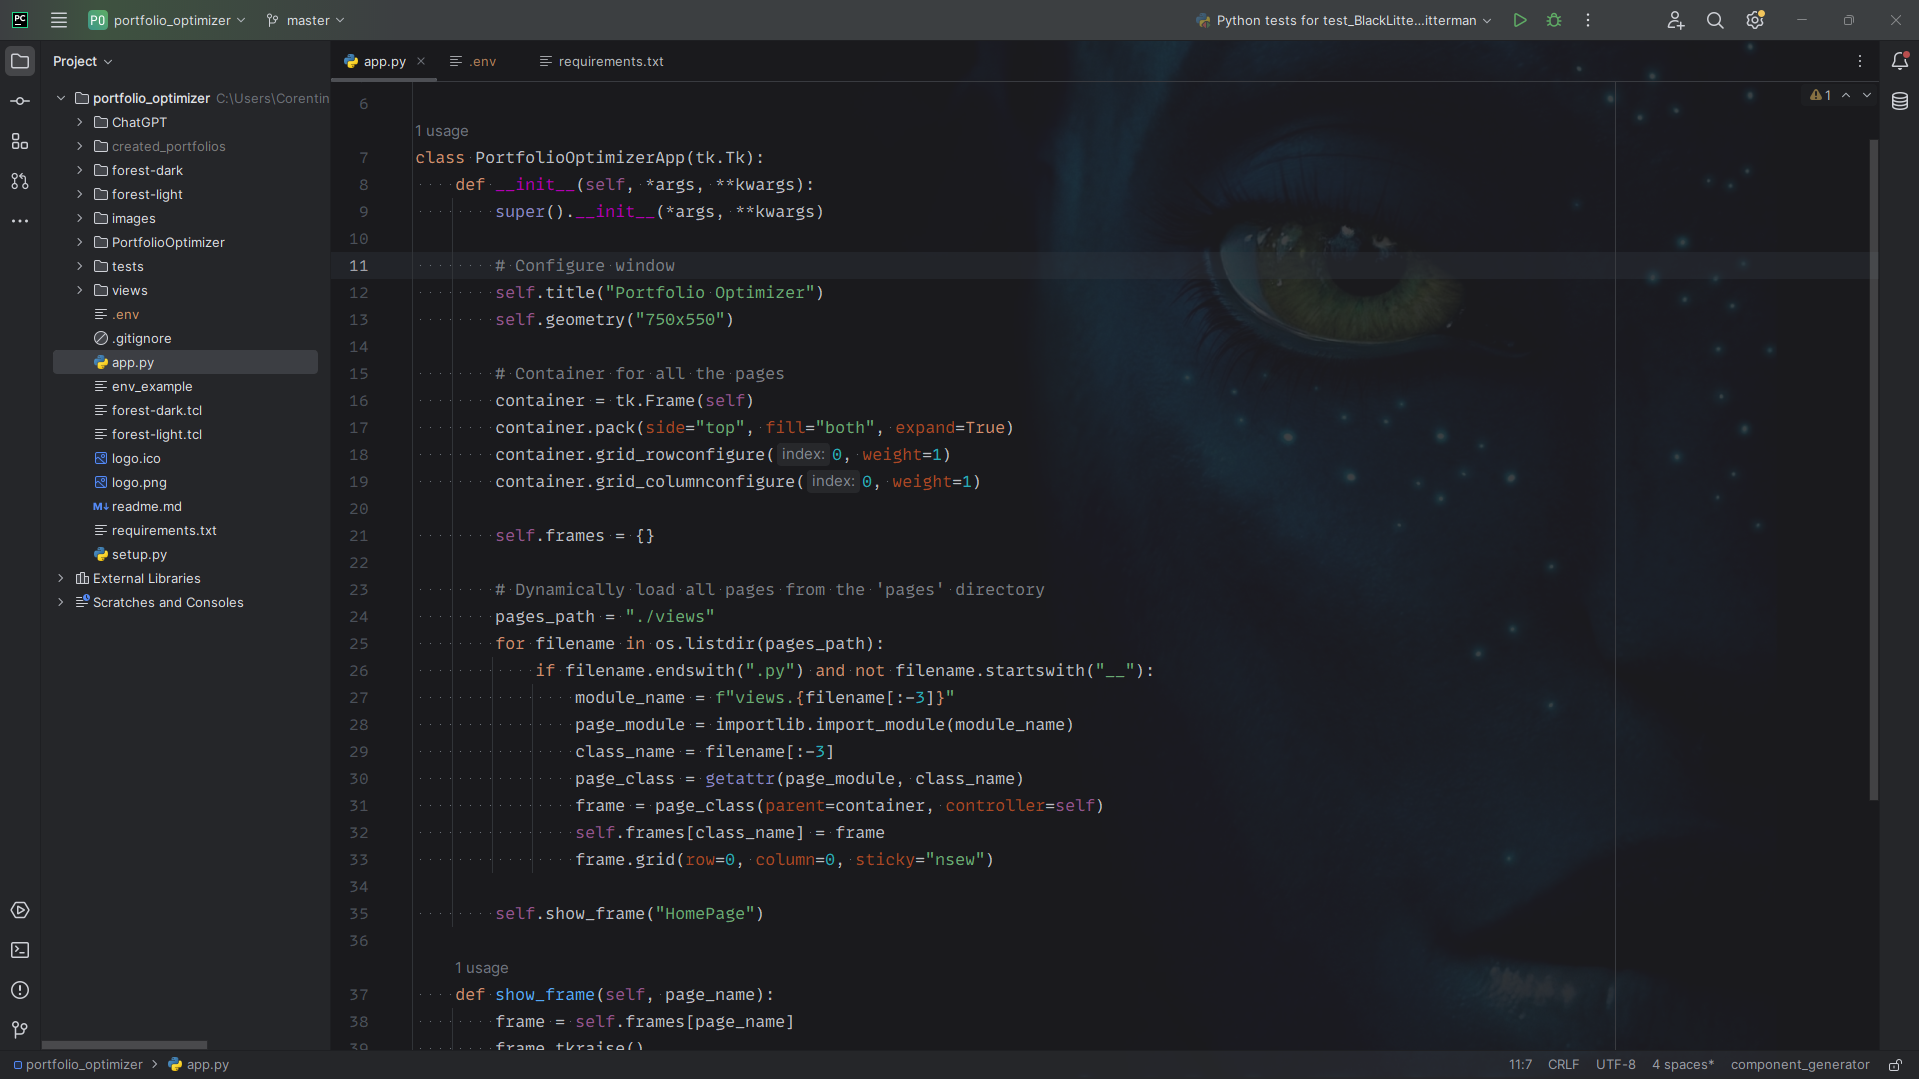 PC
PO portfolio_optimizer
master
Python tests for test_BlackLitte...itterman
Project
portfolio_optimizer C:\Users\Corentin
ChatGPT
created_portfolios
forest-dark
forest-light
images
PortfolioOptimizer
tests
views
.env
.gitignore
app.py
env_example
forest-dark.tcl
forest-light.tcl
logo.ico
logo.png
M↓ readme.md
requirements.txt
setup.py
External Libraries
Scratches and Consoles
app.py
.env
requirements.txt
1
6
1 usage
7 class PortfolioOptimizerApp(tk.Tk):
8 def __init__(self, *args, **kwargs):
9 super().__init__(*args, **kwargs)
10
11 # Configure window
12 self.title("Portfolio Optimizer")
13 self.geometry("750x550")
14
15 # Container for all the pages
16 container = tk.Frame(self)
17 container.pack(side="top", fill="both", expand=True)
18 container.grid_rowconfigure( index: 0, weight=1)
19 container.grid_columnconfigure( index: 0, weight=1)
20
21 self.frames = {}
22
23 # Dynamically load all pages from the 'pages' directory
24 pages_path = "./views"
25 for filename in os.listdir(pages_path):
26 if filename.endswith(".py") and not filename.startswith("__"):
27 module_name = f"views.{filename[:-3]}"
28 page_module = importlib.import_module(module_name)
29 class_name = filename[:-3]
30 page_class = getattr(page_module, class_name)
31 frame = page_class(parent=container, controller=self)
32 self.frames[class_name] = frame
33 frame.grid(row=0, column=0, sticky="nsew")
34
35 self.show_frame("HomePage")
36
1 usage
37 def show_frame(self, page_name):
38 frame = self.frames[page_name]
39 frame.tkraise()
portfolio_optimizer > app.py
11:7 CRLF UTF-8 4 spaces* component_generator